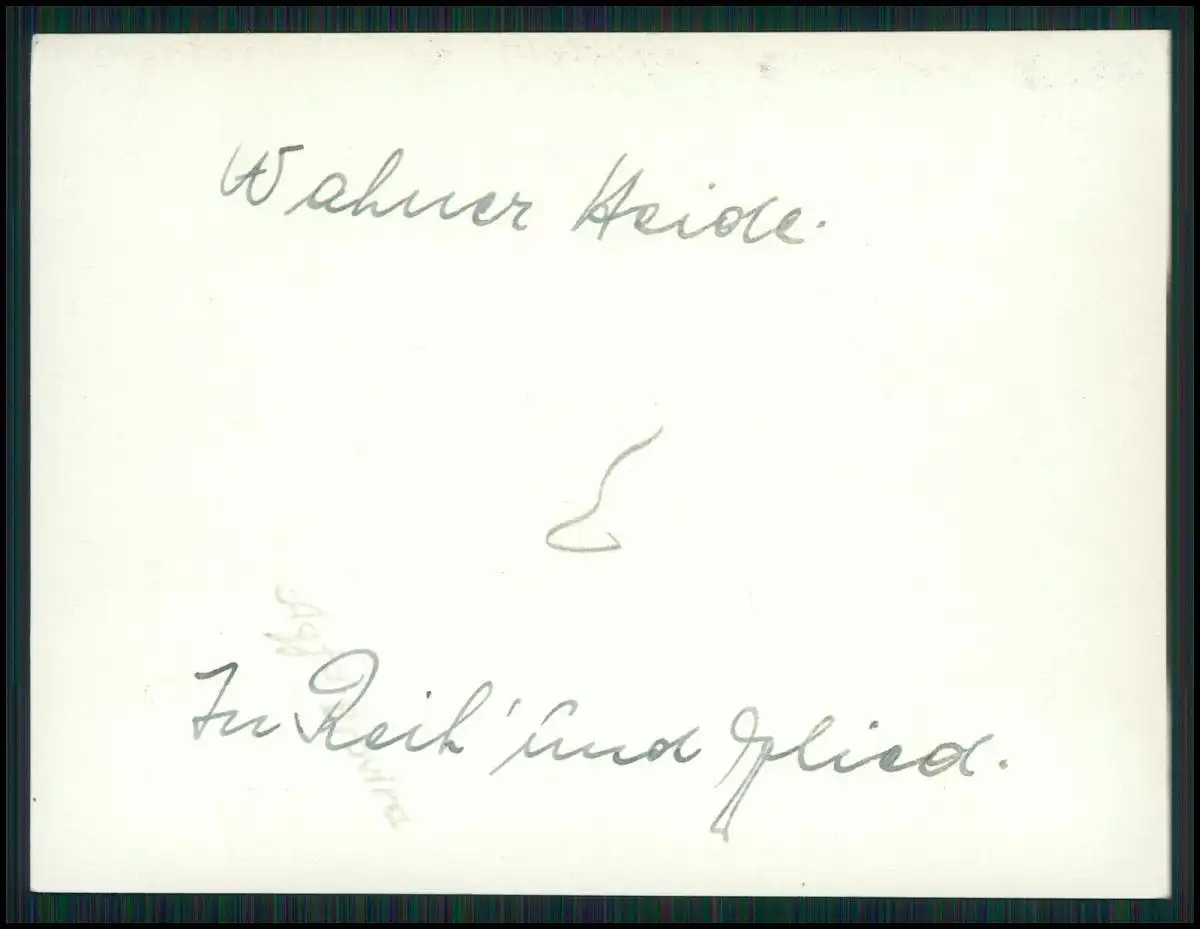 Wahner Heide.
In Reih' und Glied.